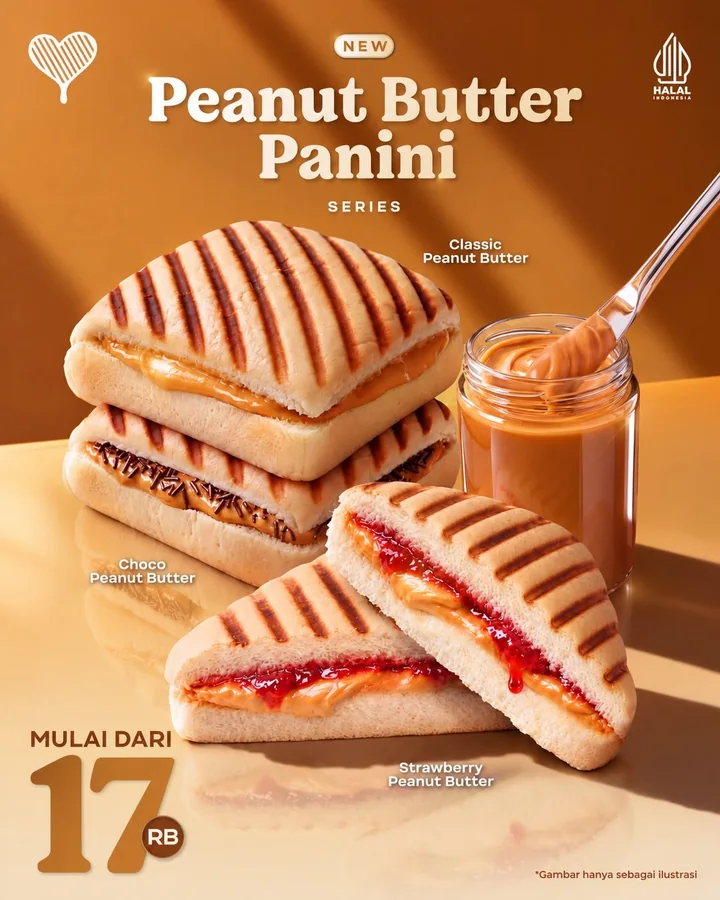 NEW
Peanut Butter
Panini
SERIES
HALAL
INDONESIA
Classic
Peanut Butter
Choco
Peanut Butter
Strawberry
Peanut Butter
MULAI DARI
17
RB
*Gambar hanya sebagai ilustrasi